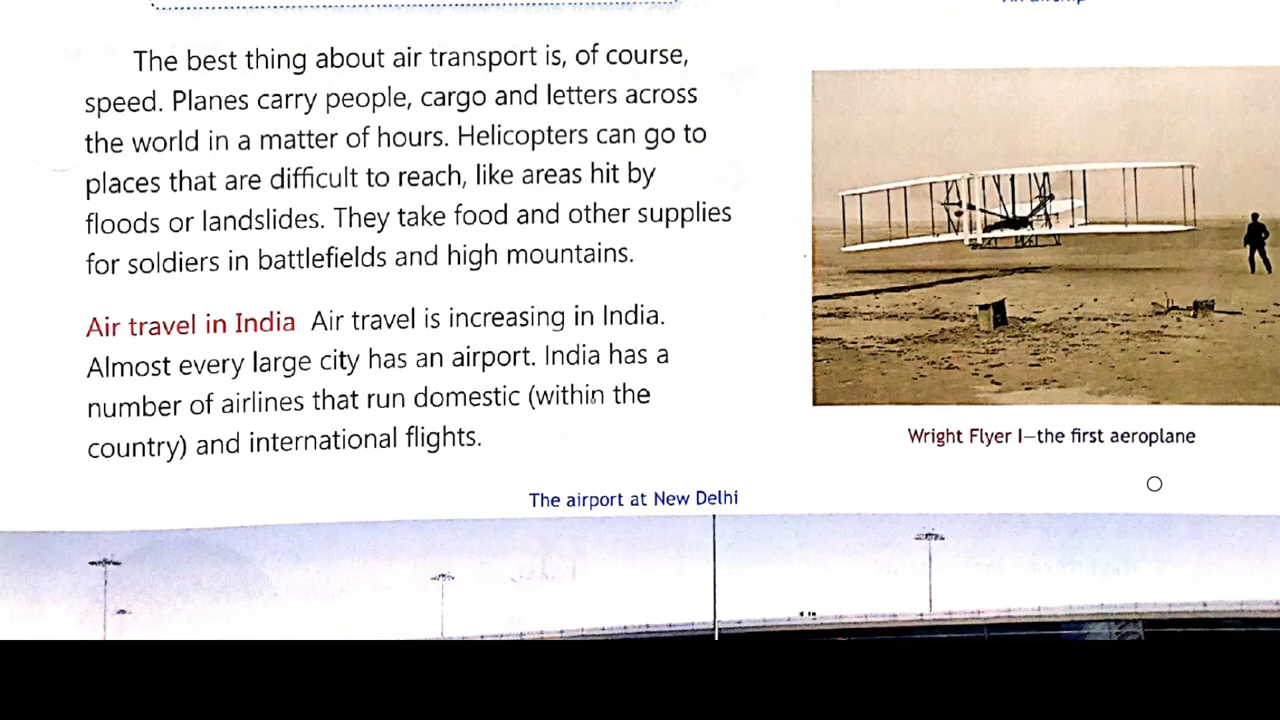 The best thing about air transport is, of course,
speed. Planes carry people, cargo and letters across
the world in a matter of hours. Helicopters can go to
places that are difficult to reach, like areas hit by
floods or landslides. They take food and other supplies
for soldiers in battlefields and high mountains.
Air travel in India Air travel is increasing in India.
Almost every large city has an airport. India has a
number of airlines that run domestic (within the
country) and international flights.
Wright Flyer I—the first aeroplane
The airport at New Delhi